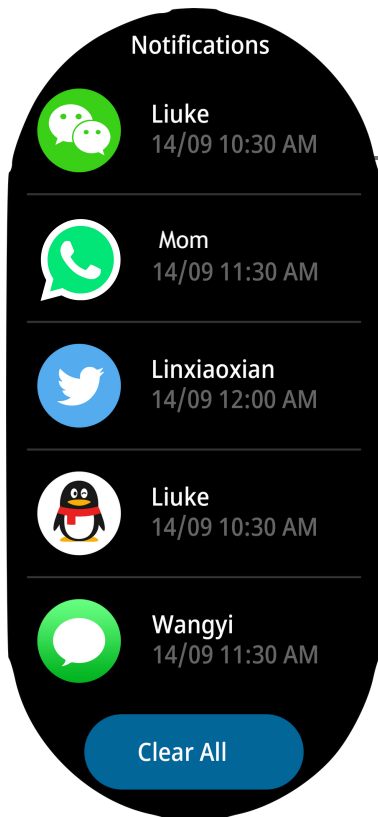 Notifications
Liuke
14/09 10:30 AM
Mom
14/09 11:30 AM
Linxiaoxian
14/09 12:00 AM
Liuke
14/09 10:30 AM
Wangyi
14/09 11:30 AM
Clear All